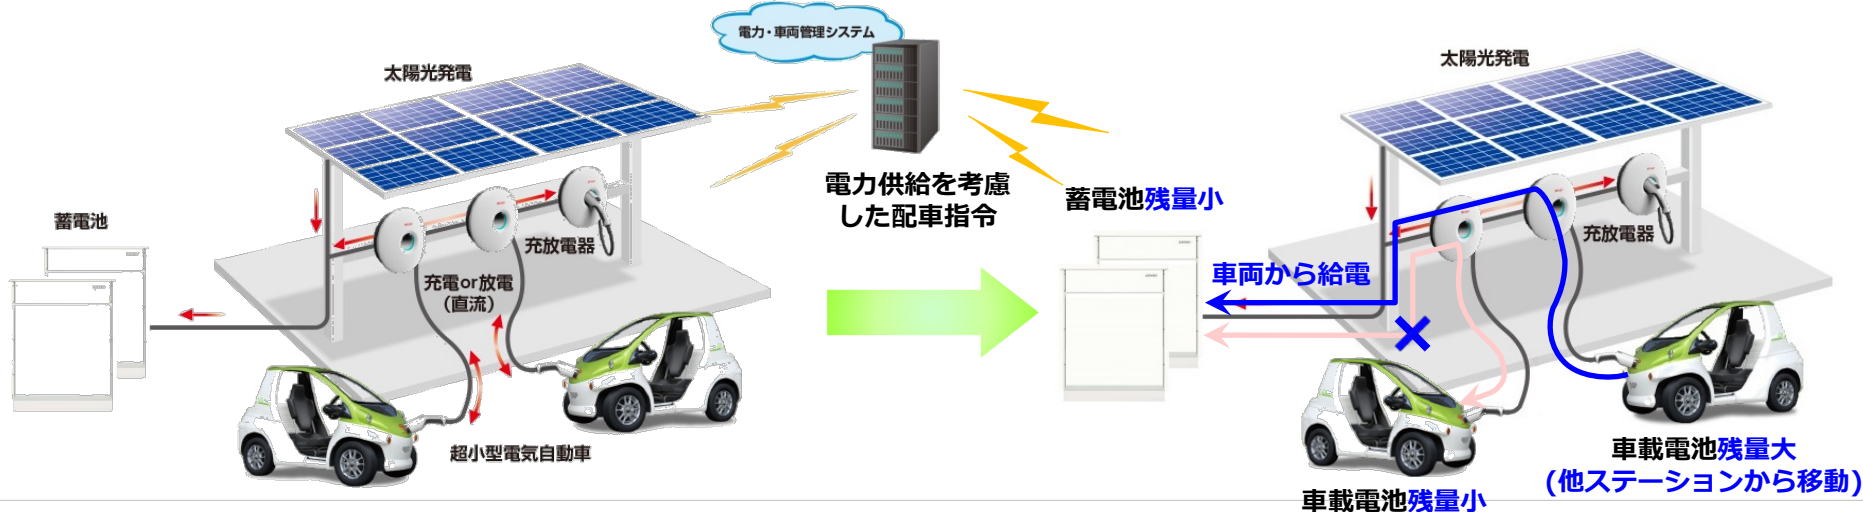 電力・車両管理システム
太陽光発電
太陽光発電
電力供給を考慮
した配車指令
蓄電池残量小
蓄電池
充放電器
充放電器
充電or放電
(直流)
車両から給電
超小型電気自動車
車載電池残量大
(他ステーションから移動)
車載電池残量小